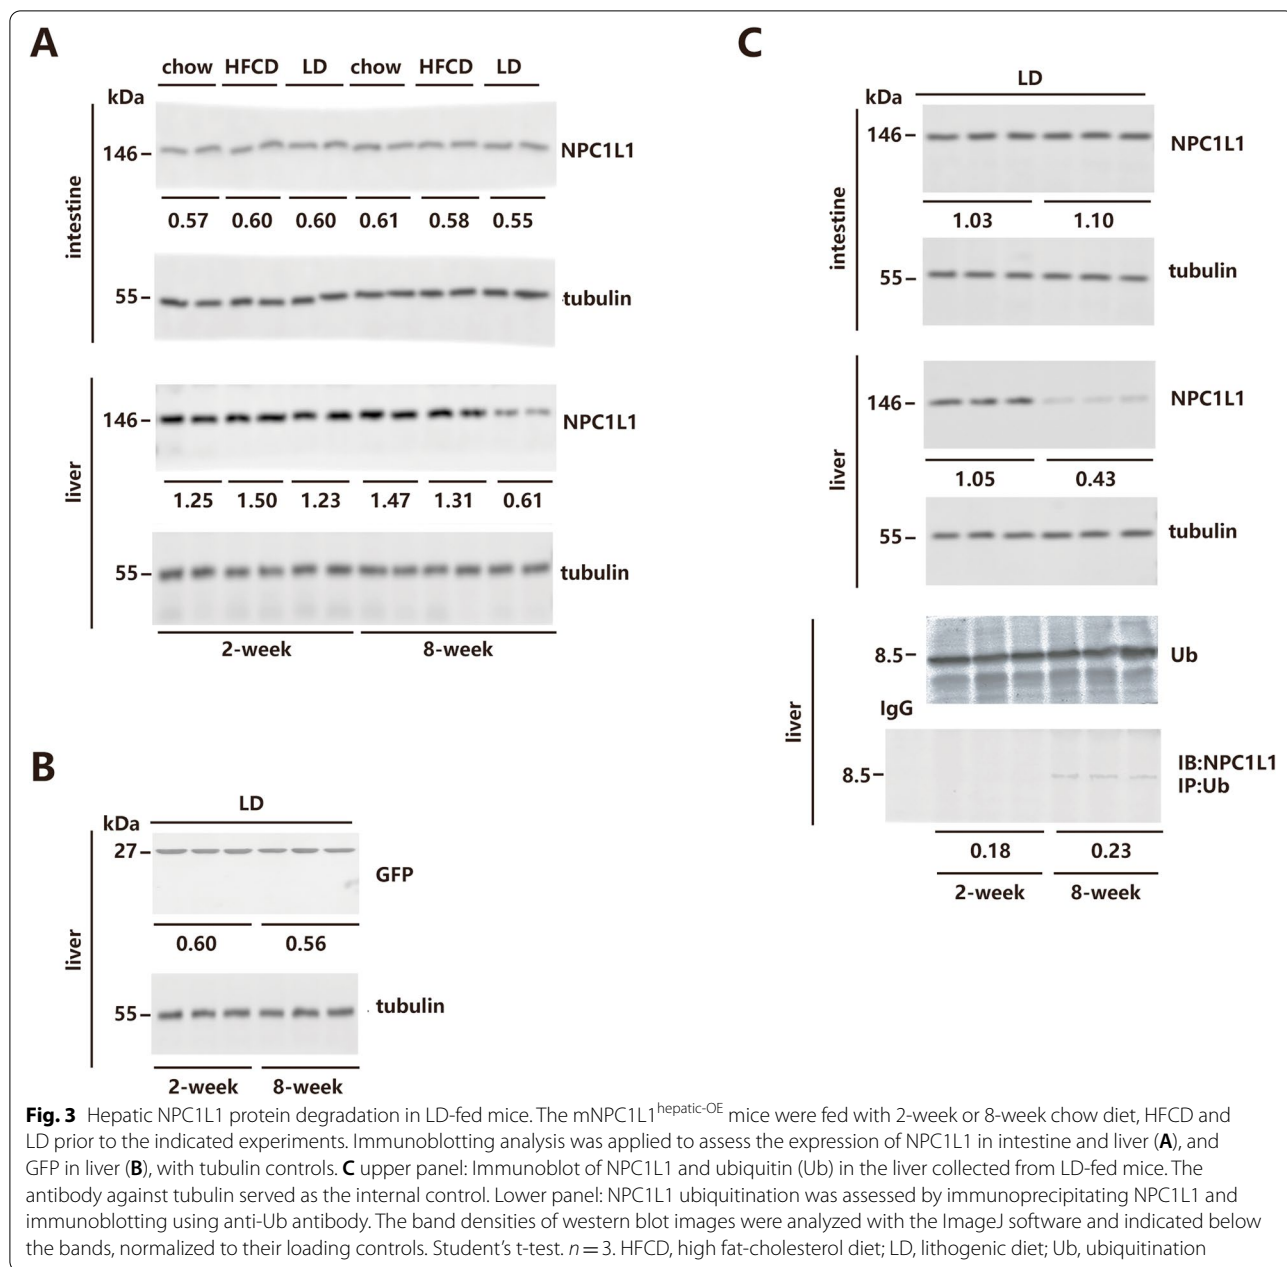 A
chow HFCD LD chow HFCD LD
kDa
intestine
146 NPC1L1
0.57 0.60 0.60 0.61 0.58 0.55
55 tubulin
liver
146 NPC1L1
1.25 1.50 1.23 1.47 1.31 0.61
55 tubulin
2-week 8-week
B
LD
kDa
liver
27 GFP
0.60 0.56
55 tubulin
2-week 8-week
C
LD
kDa
intestine
146 NPC1L1
1.03 1.10
55 tubulin
liver
146 NPC1L1
1.05 0.43
55 tubulin
liver
8.5 Ub
IgG
8.5 IB:NPC1L1
IP:Ub
0.18 0.23
2-week 8-week
Fig. 3 Hepatic NPC1L1 protein degradation in LD-fed mice. The mNPC1L1hepatic-OE mice were fed with 2-week or 8-week chow diet, HFCD and
LD prior to the indicated experiments. Immunoblotting analysis was applied to assess the expression of NPC1L1 in intestine and liver (A), and
GFP in liver (B), with tubulin controls. C upper panel: Immunoblot of NPC1L1 and ubiquitin (Ub) in the liver collected from LD-fed mice. The
antibody against tubulin served as the internal control. Lower panel: NPC1L1 ubiquitination was assessed by immunoprecipitating NPC1L1 and
immunoblotting using anti-Ub antibody. The band densities of western blot images were analyzed with the ImageJ software and indicated below
the bands, normalized to their loading controls. Student's t-test. n = 3. HFCD, high fat-cholesterol diet; LD, lithogenic diet; Ub, ubiquitination